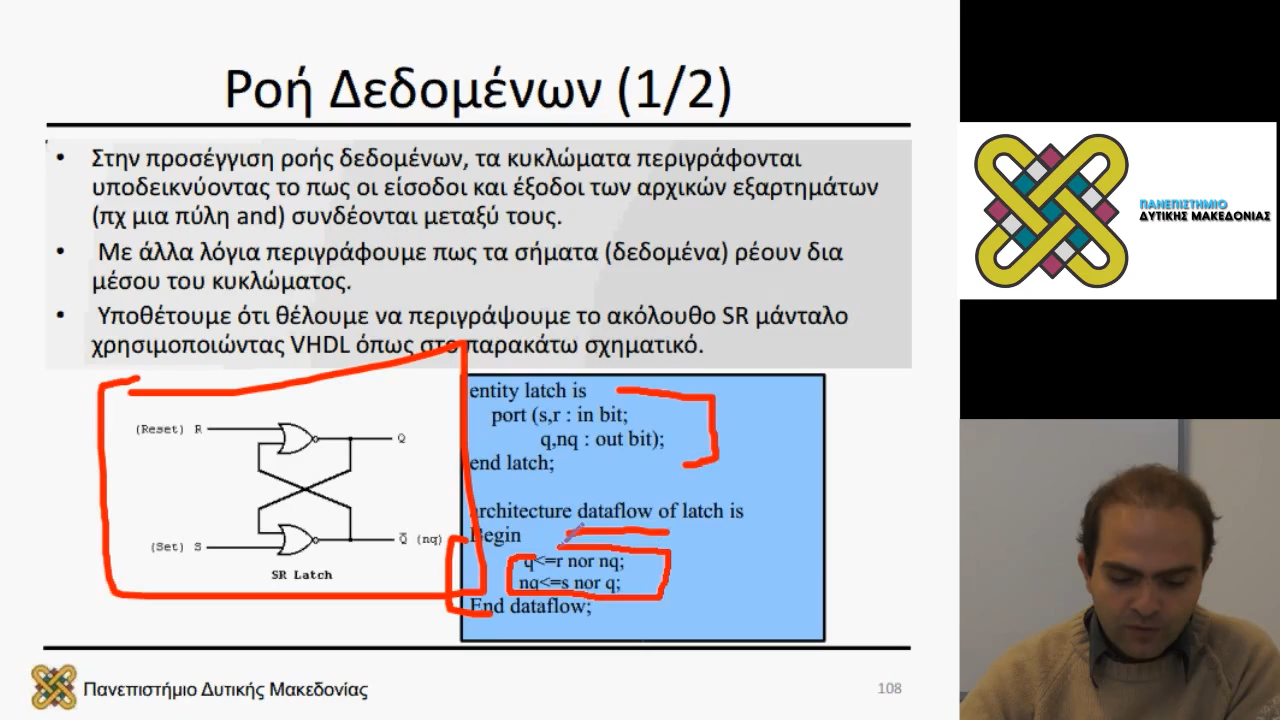 Ροή Δεδομένων (1/2)
• Στην προσέγγιση ροής δεδομένων, τα κυκλώματα περιγράφονται
υποδεικνύοντας το πως οι είσοδοι και έξοδοι των αρχικών εξαρτημάτων
(πχ μια πύλη and) συνδέονται μεταξύ τους.
• Με άλλα λόγια περιγράφουμε πως τα σήματα (δεδομένα) ρέουν δια
μέσου του κυκλώματος.
• Υποθέτουμε ότι θέλουμε να περιγράψουμε το ακόλουθο SR μάνταλο
χρησιμοποιώντας VHDL όπως στο παρακάτω σχηματικό.
(Reset) R
Q
(Set) S
Q̅ (nq)
SR Latch
entity latch is
port (s,r : in bit;
q,nq : out bit);
end latch;
architecture dataflow of latch is
Begin
q<=r nor nq;
nq<=s nor q;
End dataflow;
Πανεπιστήμιο Δυτικής Μακεδονίας
108
ΠΑΝΕΠΙΣΤΗΜΙΟ
ΔΥΤΙΚΗΣ ΜΑΚΕΔΟΝΙΑΣ